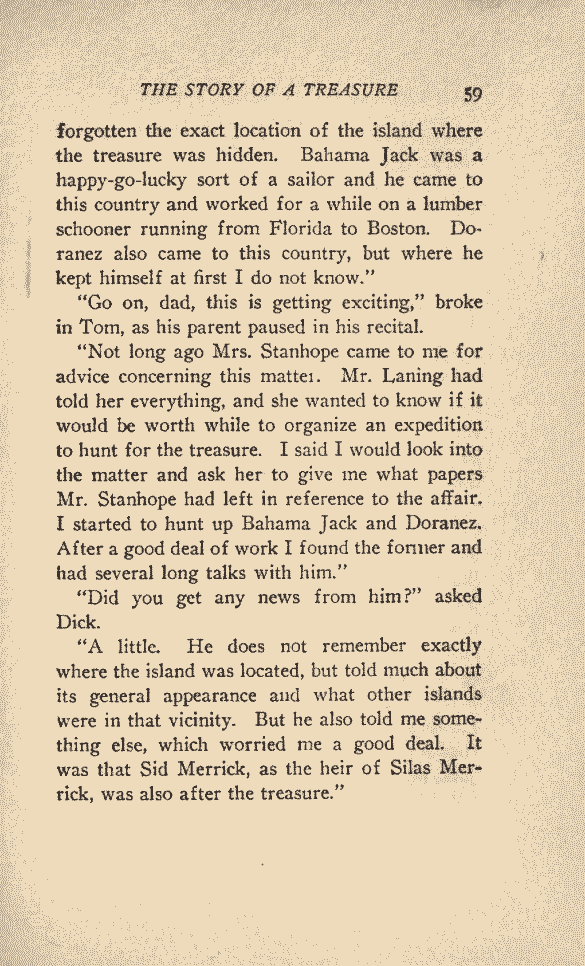 THE STORY OF A TREASURE 59
forgotten the exact location of the island where
the treasure was hidden. Bahama Jack was a
happy-go-lucky sort of a sailor and he came to
this country and worked for a while on a lumber
schooner running from Florida to Boston. Do-
ranez also came to this country, but where he
kept himself at first I do not know."
"Go on, dad, this is getting exciting," broke
in Tom, as his parent paused in his recital.
"Not long ago Mrs. Stanhope came to me for
advice concerning this matter. Mr. Laning had
told her everything, and she wanted to know if it
would be worth while to organize an expedition
to hunt for the treasure. I said I would look into
the matter and ask her to give me what papers
Mr. Stanhope had left in reference to the affair.
I started to hunt up Bahama Jack and Doranez.
After a good deal of work I found the former and
had several long talks with him."
"Did you get any news from him?" asked
Dick.
"A little. He does not remember exactly
where the island was located, but told much about
its general appearance and what other islands
were in that vicinity. But he also told me some-
thing else, which worried me a good deal. It
was that Sid Merrick, as the heir of Silas Mer-
rick, was also after the treasure."